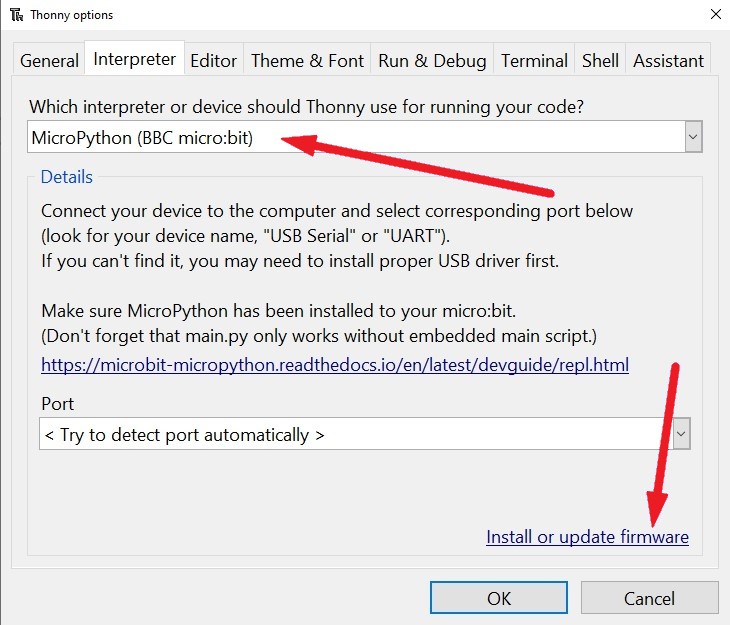 Thonny options
General Interpreter Editor Theme & Font Run & Debug Terminal Shell Assistant
Which interpreter or device should Thonny use for running your code?
MicroPython (BBC micro:bit)
Details
Connect your device to the computer and select corresponding port below
(look for your device name, "USB Serial" or "UART").
If you can't find it, you may need to install proper USB driver first.
Make sure MicroPython has been installed to your micro:bit.
(Don't forget that main.py only works without embedded main script.)
https://microbit-micropython.readthedocs.io/en/latest/devguide/repl.html
Port
< Try to detect port automatically >
Install or update firmware
OK Cancel